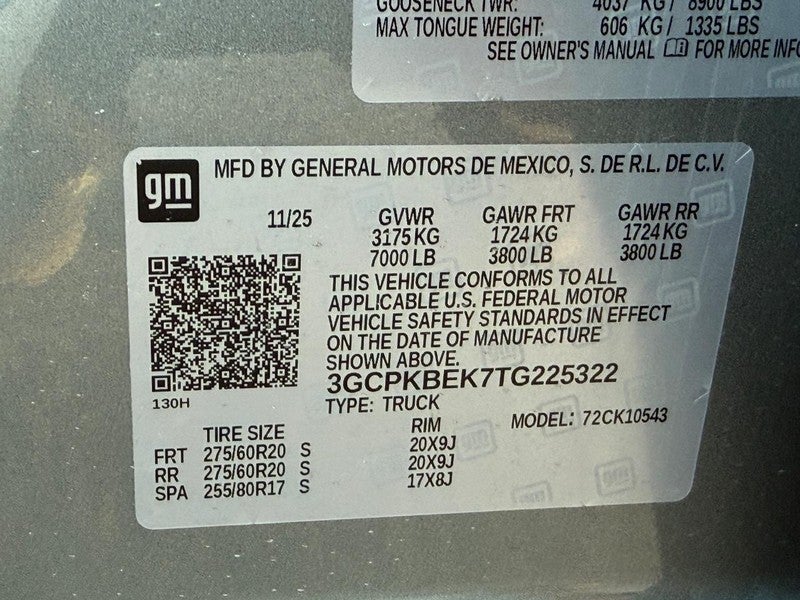 GOOSENECK TWR: 4037 KG / 8900 LBS
MAX TONGUE WEIGHT: 606 KG / 1335 LBS
SEE OWNER'S MANUAL FOR MORE INFO
gm
MFD BY GENERAL MOTORS DE MEXICO, S. DE R.L. DE C.V.
11/25 GVWR GAWR FRT GAWR RR
3175 KG 1724 KG 1724 KG
7000 LB 3800 LB 3800 LB
THIS VEHICLE CONFORMS TO ALL
APPLICABLE U.S. FEDERAL MOTOR
VEHICLE SAFETY STANDARDS IN EFFECT
ON THE DATE OF MANUFACTURE
SHOWN ABOVE.
3GCPKBEK7TG225322
130H
TYPE: TRUCK
MODEL: 72CK10543
TIRE SIZE RIM
FRT 275/60R20 S 20X9J
RR 275/60R20 S 20X9J
SPA 255/80R17 S 17X8J